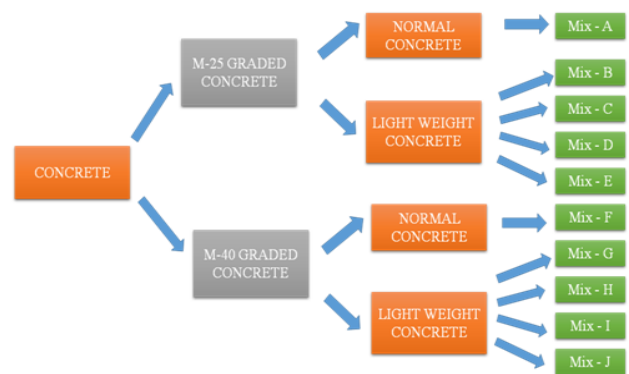 CONCRETE
M-25 GRADED
CONCRETE
NORMAL
CONCRETE
Mix - A
LIGHT WEIGHT
CONCRETE
Mix - B
Mix - C
Mix - D
Mix - E
M-40 GRADED
CONCRETE
NORMAL
CONCRETE
Mix - F
LIGHT WEIGHT
CONCRETE
Mix - G
Mix - H
Mix - I
Mix - J